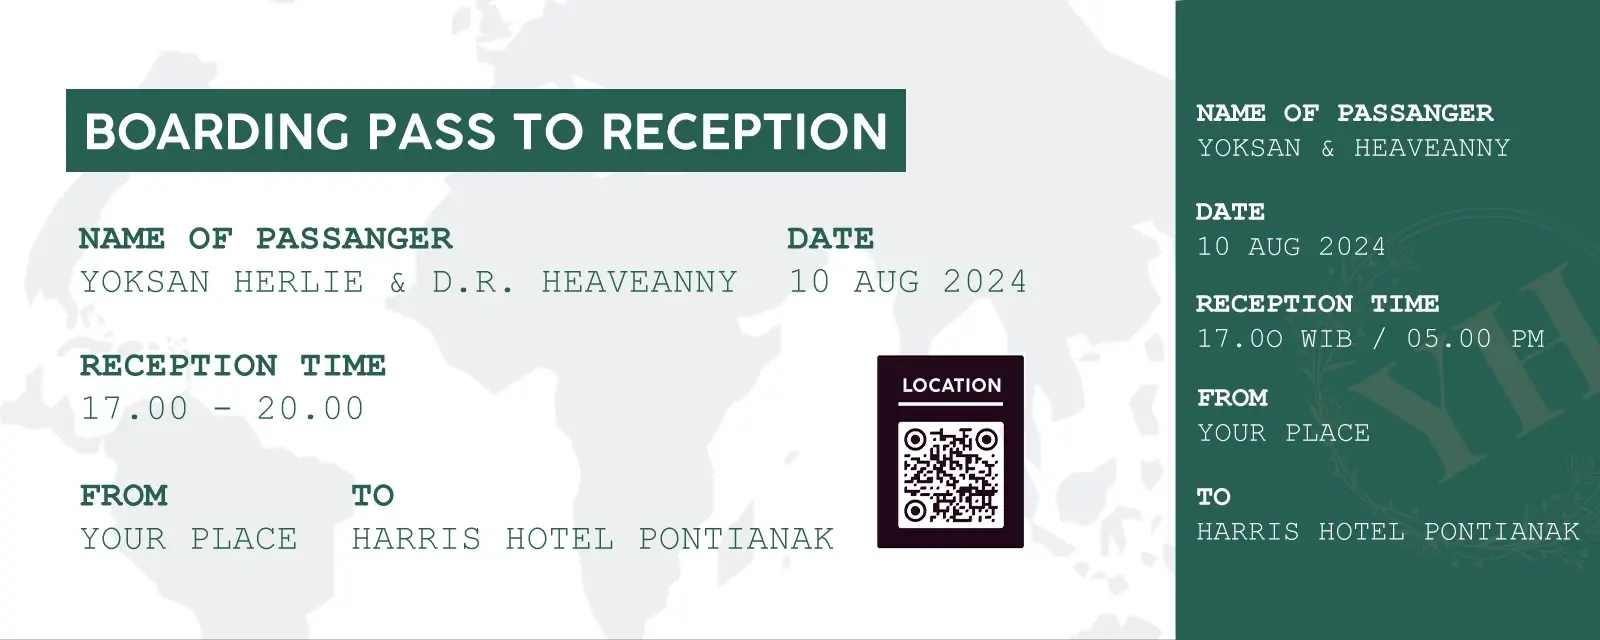 BOARDING PASS TO RECEPTION
NAME OF PASSANGER
YOKSAN HERLIE & D.R. HEAVEANNY
DATE
10 AUG 2024
RECEPTION TIME
17.00 - 20.00
FROM
YOUR PLACE
TO
HARRIS HOTEL PONTIANAK
LOCATION
NAME OF PASSANGER
YOKSAN & HEAVEANNY
DATE
10 AUG 2024
RECEPTION TIME
17.0O WIB / 05.00 PM
FROM
YOUR PLACE
TO
HARRIS HOTEL PONTIANAK
YH